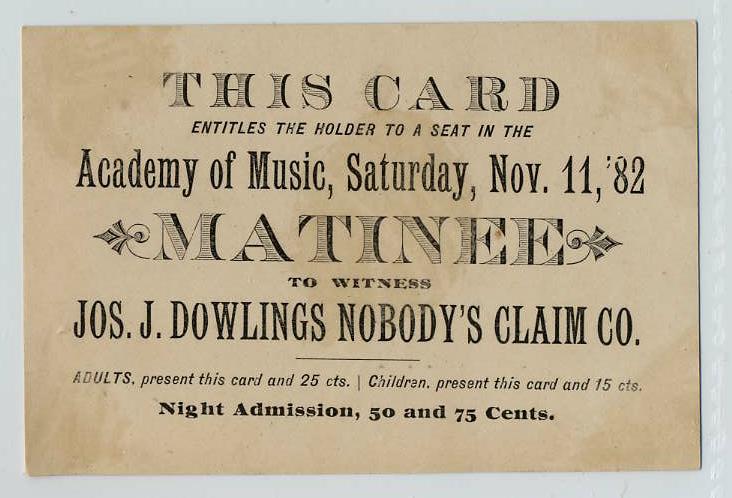 THIS CARD
ENTITLES THE HOLDER TO A SEAT IN THE
Academy of Music, Saturday, Nov. 11, '82
MATINEE
TO WITNESS
JOS. J. DOWLINGS NOBODY'S CLAIM CO.
ADULTS, present this card and 25 cts. | Children, present this card and 15 cts.
Night Admission, 50 and 75 Cents.